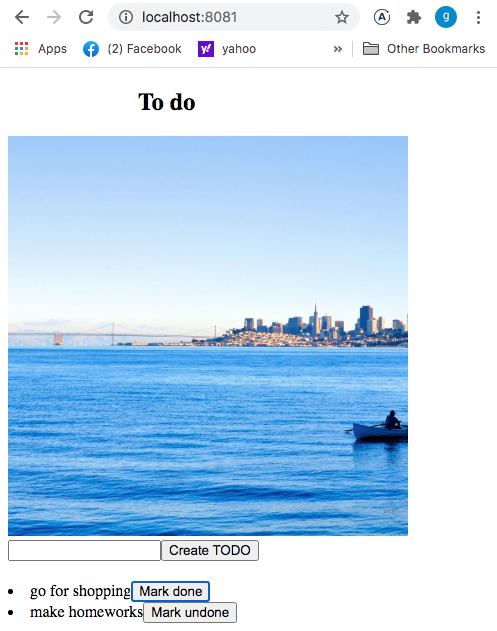 localhost:8081
g
Apps (2) Facebook y! yahoo » Other Bookmarks
To do
Create TODO
go for shopping Mark done
make homeworks Mark undone